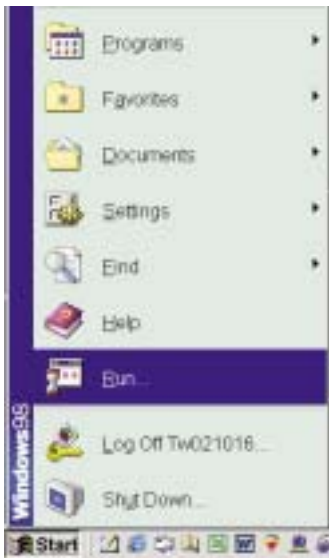 Programs
Favorites
Documents
Settings
Find
Help
Run...
Log Off Tw021016...
Shut Down...
Windows98
Start